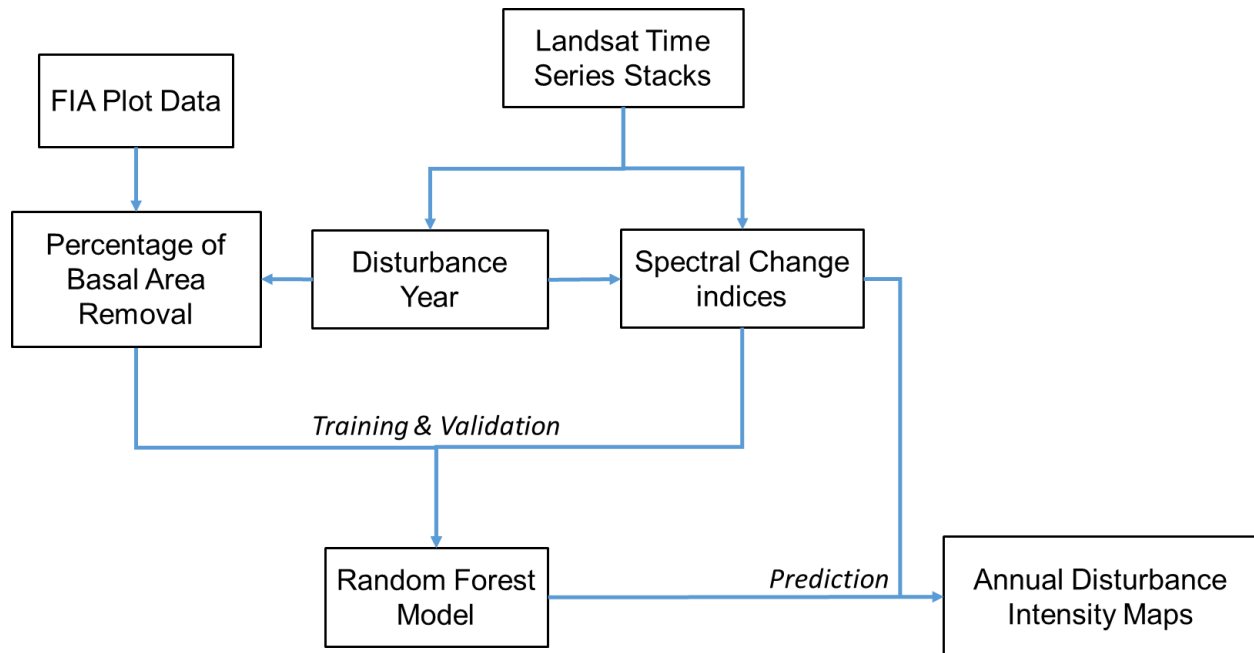 Landsat Time
Series Stacks
FIA Plot Data
Percentage of
Basal Area
Removal
Disturbance
Year
Spectral Change
indices
Training & Validation
Random Forest
Model
Prediction
Annual Disturbance
Intensity Maps